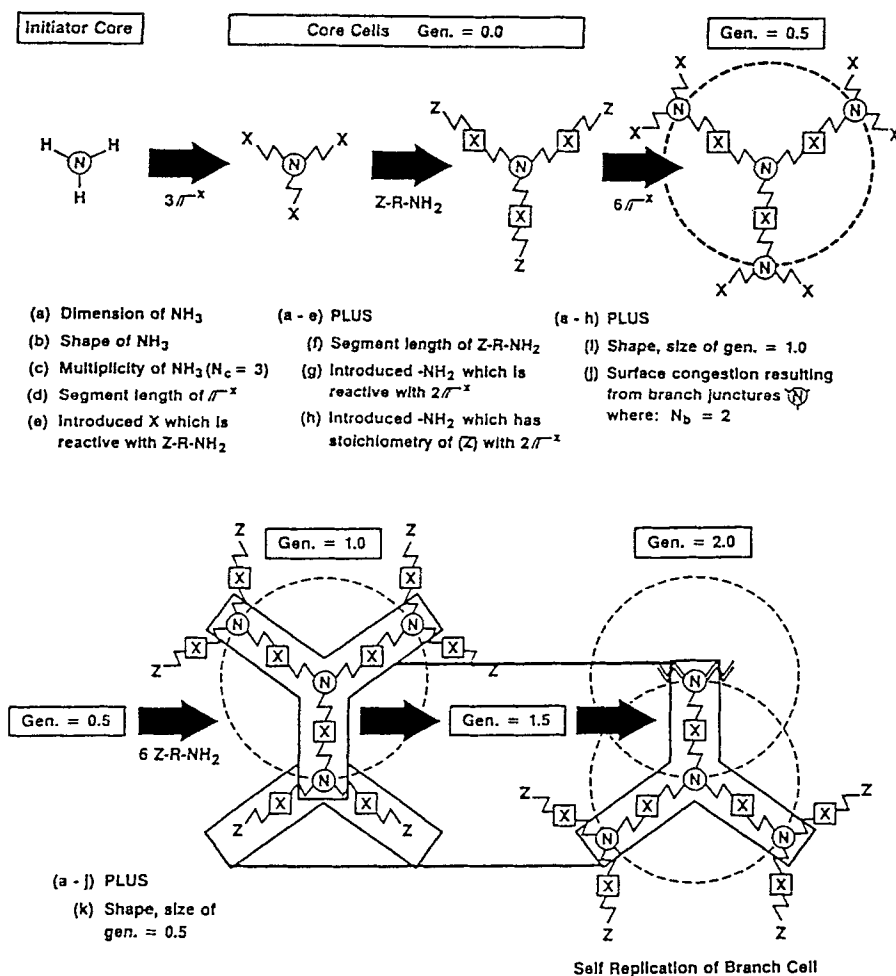 Initiator Core
Core Cells Gen. = 0.0
Gen. = 0.5
H
H
N
H
3 x
X
X
N
X
Z-R-NH2
Z
Z
X
X
N
X
Z
6 x
X
X
N
N
X
X
X
X
N
X
N
X
X
(a) Dimension of NH3
(b) Shape of NH3
(c) Multiplicity of NH3 (Nc = 3)
(d) Segment length of x
(e) Introduced X which is
reactive with Z-R-NH2
(a - e) PLUS
(f) Segment length of Z-R-NH2
(g) Introduced -NH2 which is
reactive with 2 x
(h) Introduced -NH2 which has
stoichiometry of (Z) with 2 x
(a - h) PLUS
(i) Shape, size of gen. = 1.0
(j) Surface congestion resulting
from branch junctures N
where: Nb = 2
Gen. = 1.0
Gen. = 2.0
Z
Z
X
X
N
N
X
X
X
X
Z
Z
N
N
Gen. = 0.5
6 Z-R-NH2
X
Gen. = 1.5
X
N
N
X
X
Z
Z
X
X
Z
Z
X
X
N
N
X
X
Z
Z
(a - j) PLUS
(k) Shape, size of
gen. = 0.5
Self Replication of Branch Cell